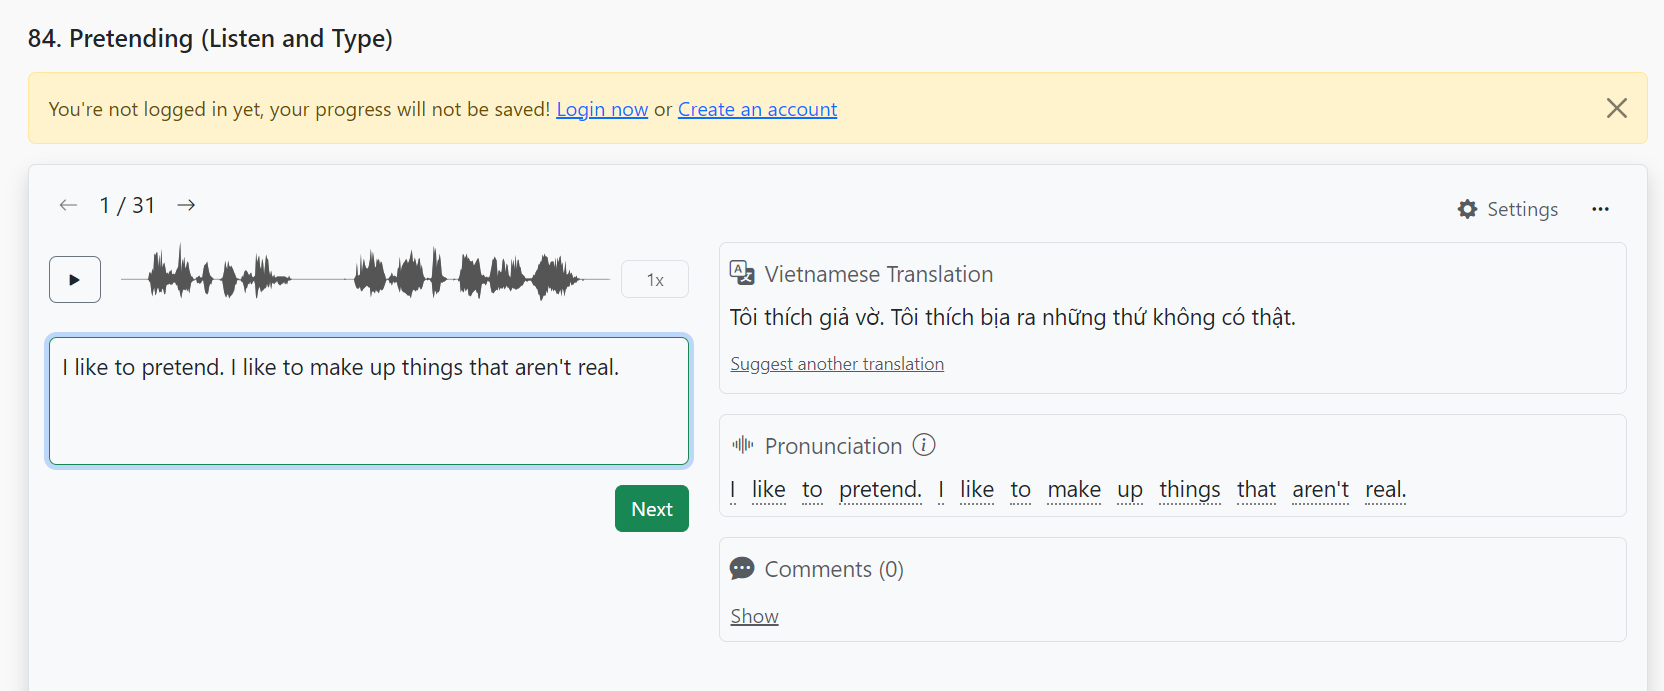 84. Pretending (Listen and Type)
You're not logged in yet, your progress will not be saved! Login now or Create an account
1 / 31
Settings
1x
I like to pretend. I like to make up things that aren't real.
Next
Vietnamese Translation
Tôi thích giả vờ. Tôi thích bịa ra những thứ không có thật.
Suggest another translation
Pronunciation
I like to pretend. I like to make up things that aren't real.
Comments (0)
Show